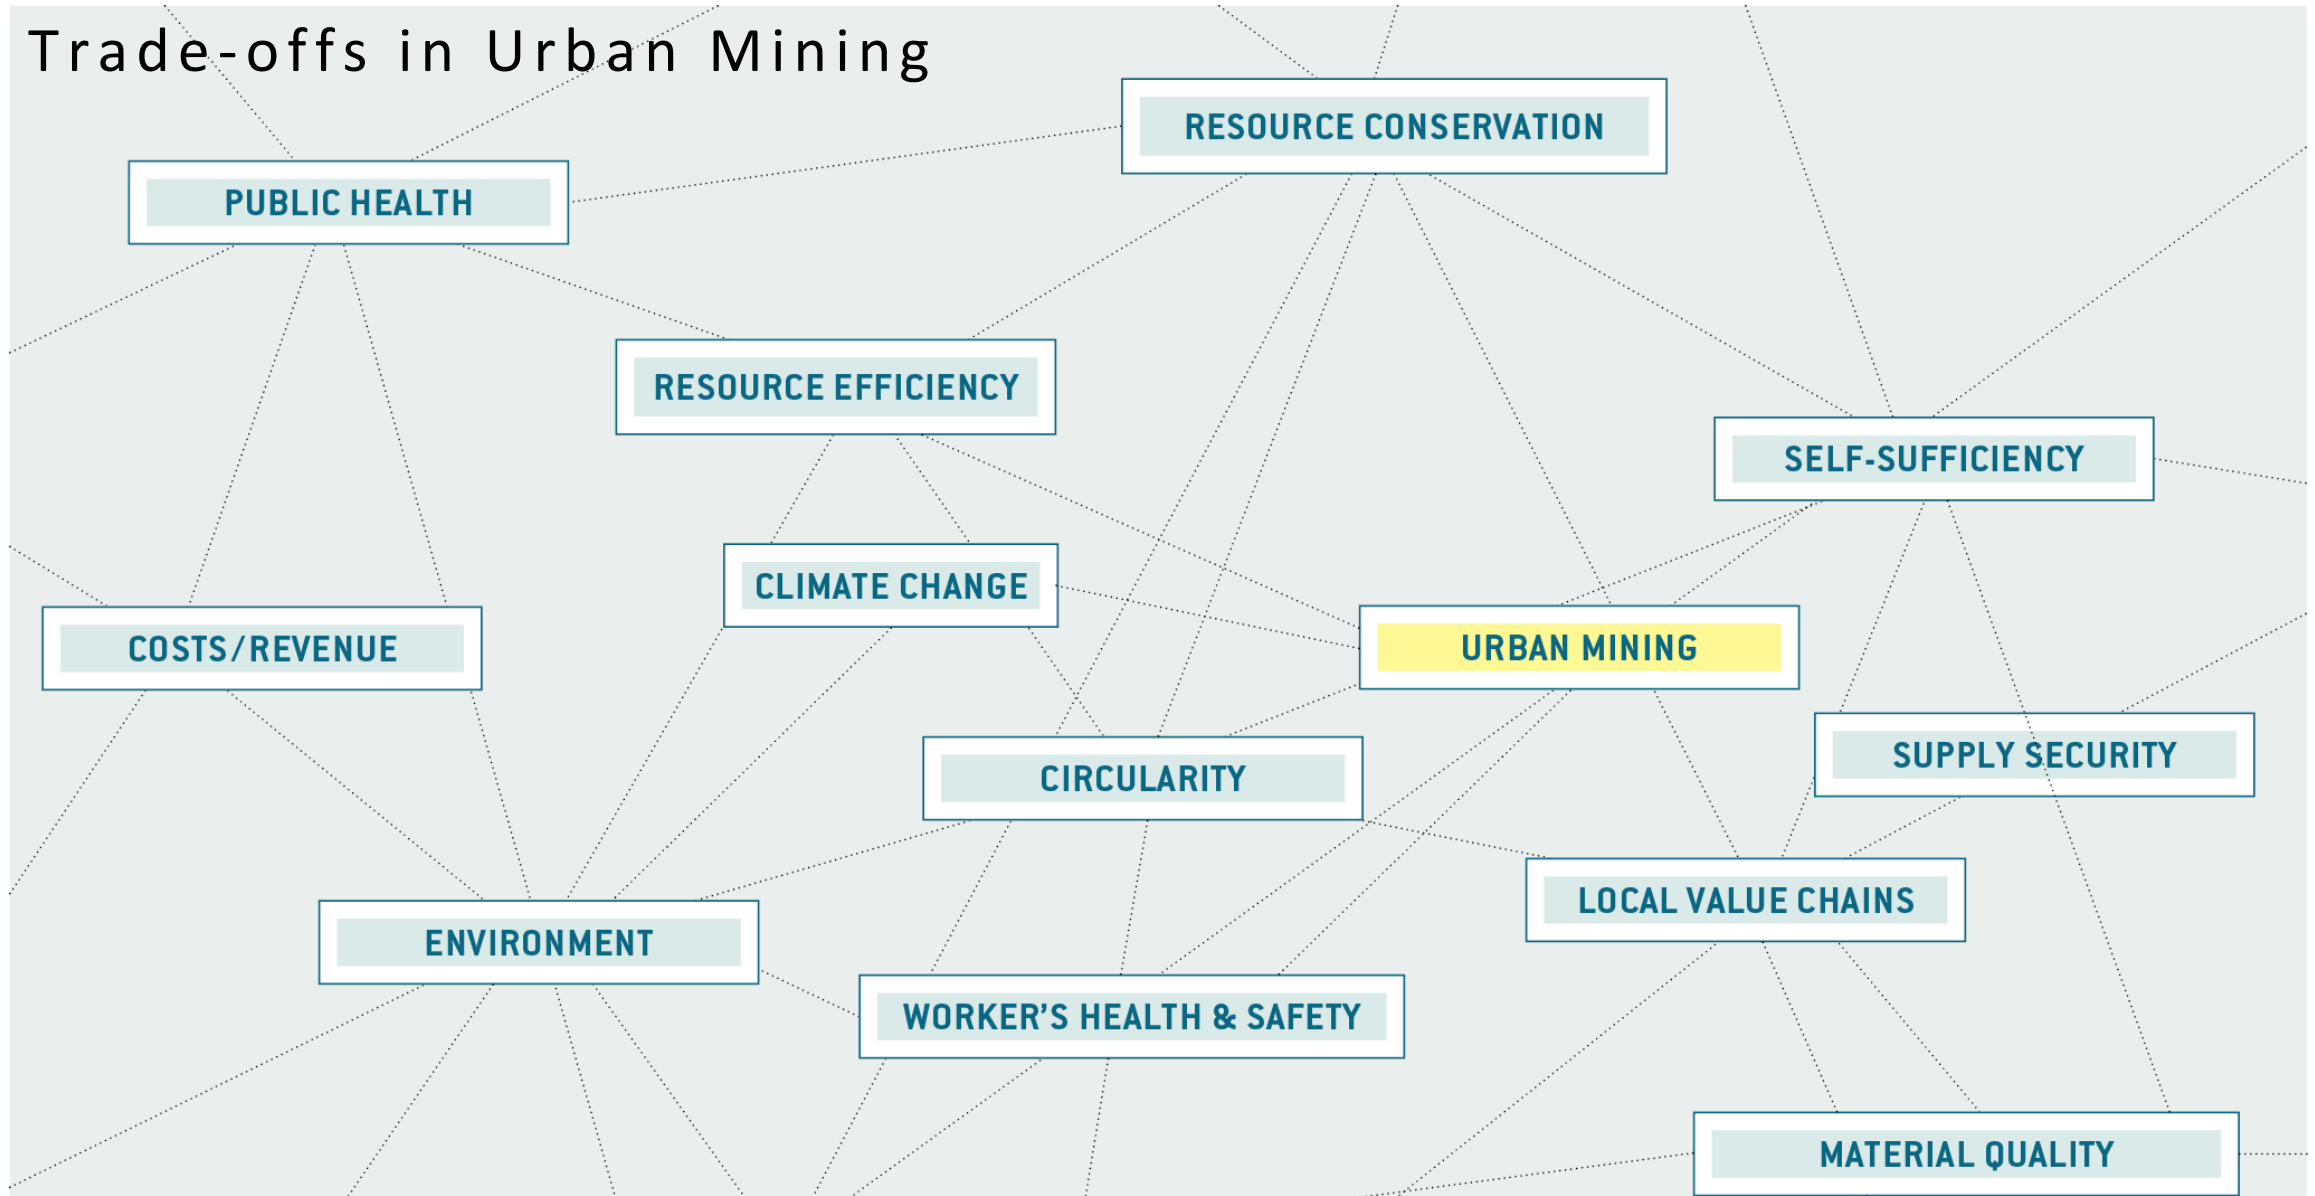 Trade-offs in Urban Mining
RESOURCE CONSERVATION
PUBLIC HEALTH
RESOURCE EFFICIENCY
SELF-SUFFICIENCY
CLIMATE CHANGE
COSTS/REVENUE
URBAN MINING
SUPPLY SECURITY
CIRCULARITY
LOCAL VALUE CHAINS
ENVIRONMENT
WORKER’S HEALTH & SAFETY
MATERIAL QUALITY